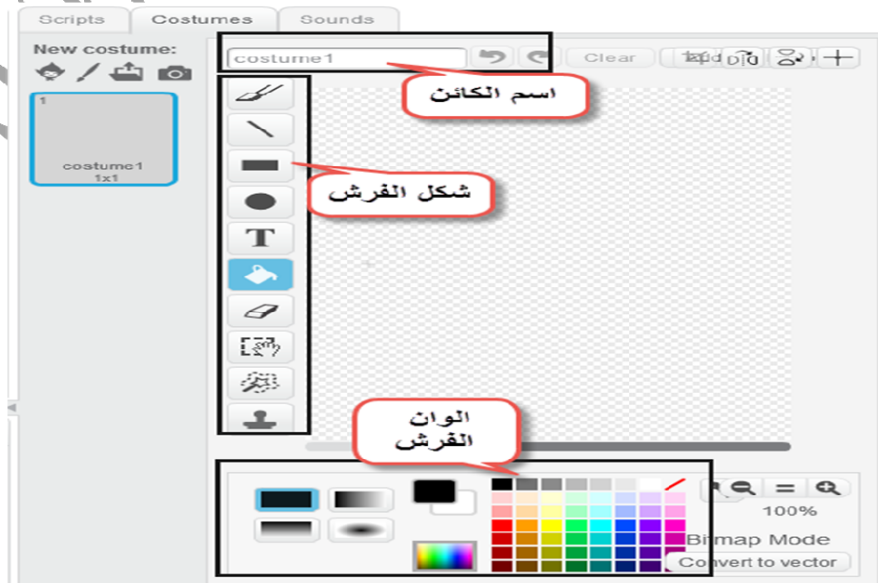 Scripts Costumes Sounds
New costume:
costume1
Clear
اسم الكائن
1
costume1
1x1
شكل الفرش
T
الوان
الفرش
100%
Bitmap Mode
Convert to vector